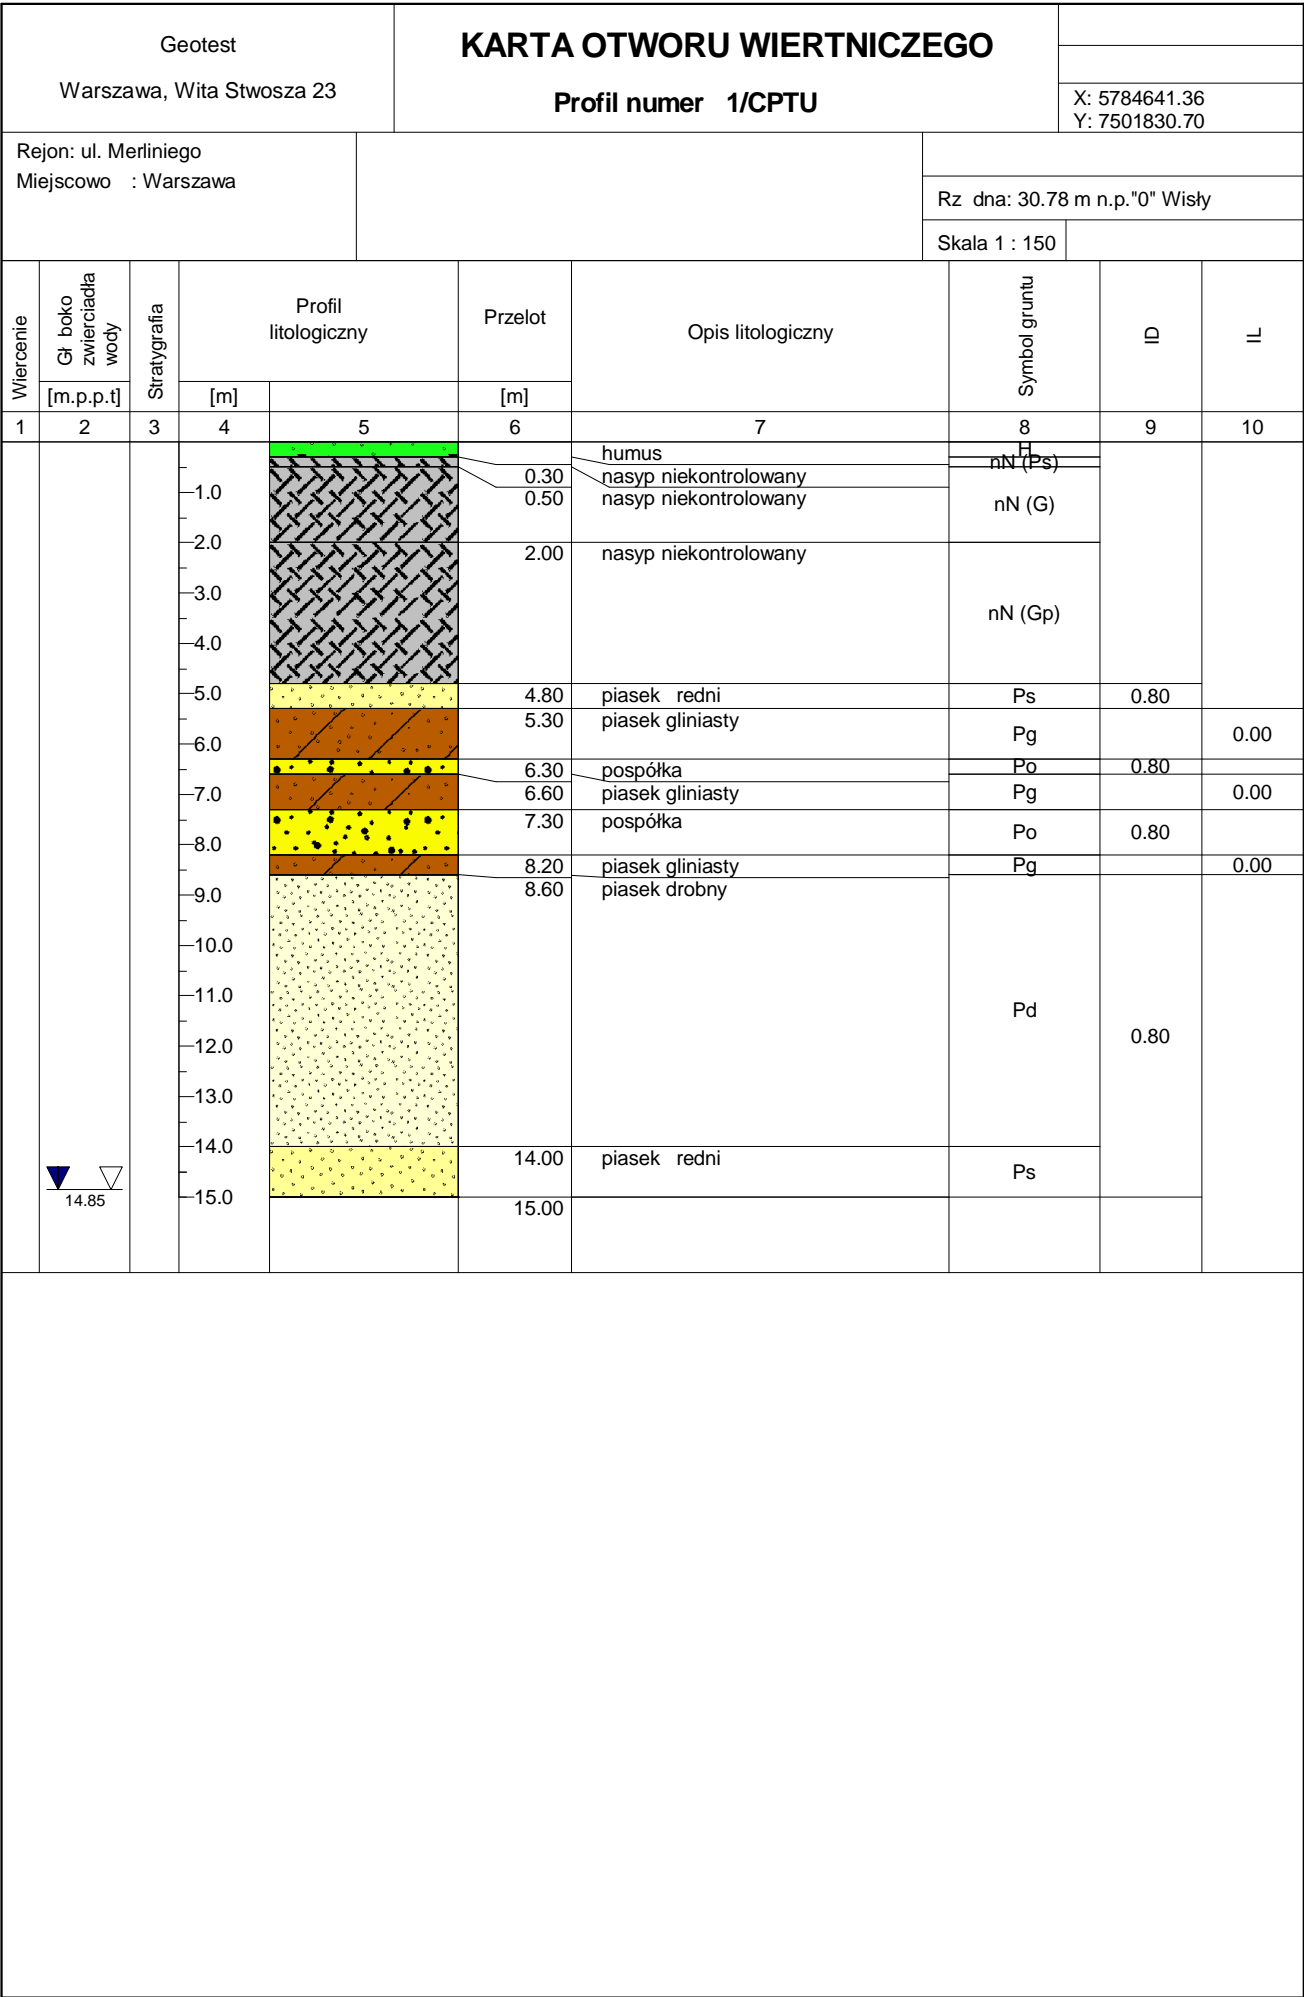 Geotest
Warszawa, Wita Stwosza 23
KARTA OTWORU WIERTNICZEGO
Profil numer 1/CPTU
X: 5784641.36
Y: 7501830.70
Rejon: ul. Merliniego
Miejscowo : Warszawa
Rz dna: 30.78 m n.p."0" Wisły
Skala 1 : 150
Wiercenie
Gł boko
zwierciadła
wody
[m.p.p.t]
Stratygrafia
Profil
litologiczny
[m]
Przelot
[m]
Opis litologiczny
Symbol gruntu
ID
IL
1 2 3 4 5 6 7 8 9 10
humus H
0.30 nasyp niekontrolowany nN (Ps)
1.0 0.50 nasyp niekontrolowany nN (G)
2.0 2.00 nasyp niekontrolowany
3.0 nN (Gp)
4.0
5.0 4.80 piasek redni Ps 0.80
5.30 piasek gliniasty Pg 0.00
6.0
6.30 pospółka Po 0.80
7.0 6.60 piasek gliniasty Pg 0.00
7.30 pospółka Po 0.80
8.0
8.20 piasek gliniasty Pg 0.00
9.0 8.60 piasek drobny
10.0
11.0 Pd
12.0 0.80
13.0
14.0 14.00 piasek redni Ps
14.85
15.0 15.00